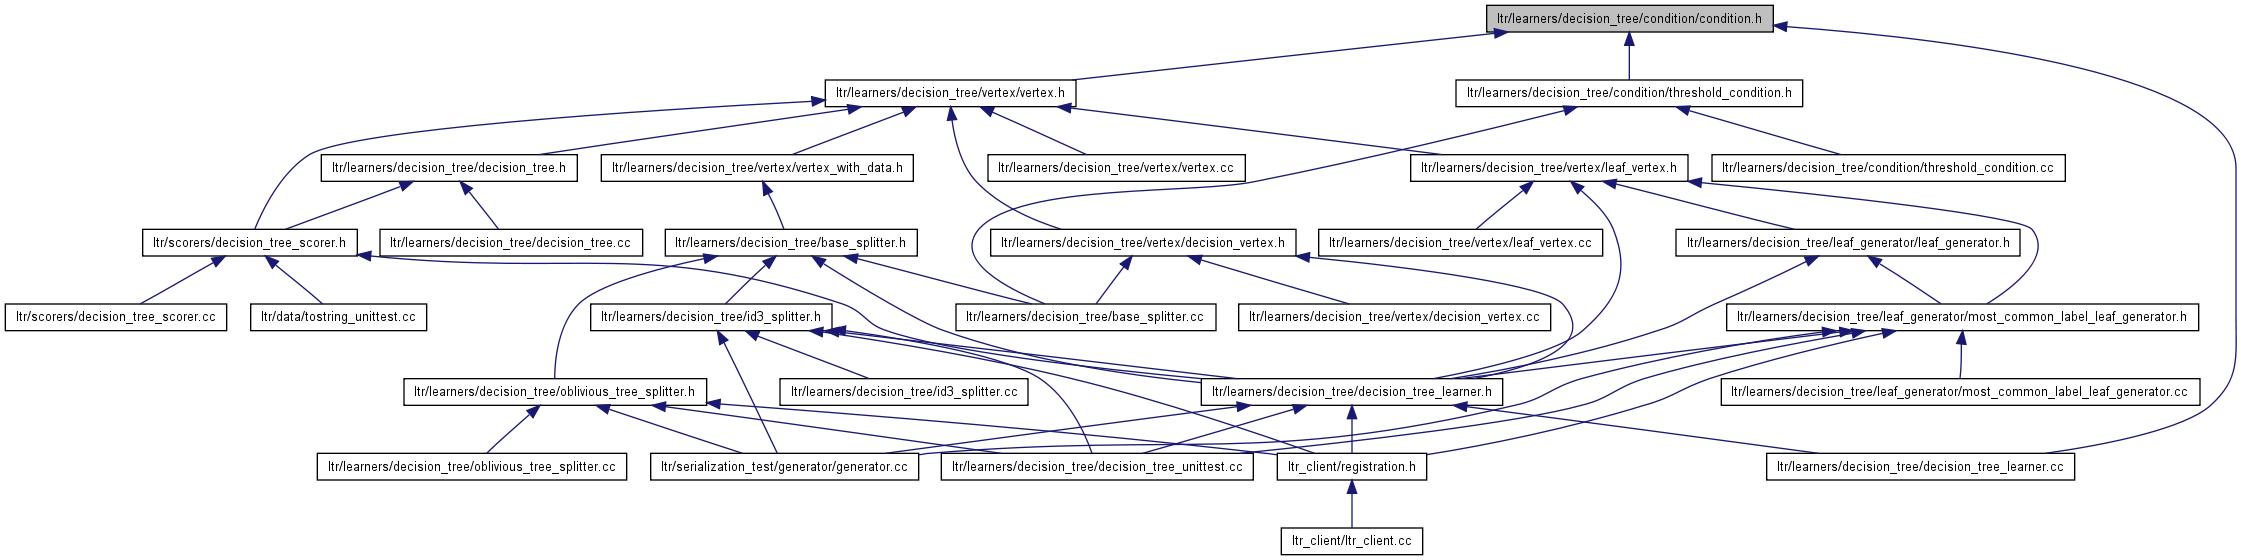 ltr/learners/decision_tree/condition/condition.h
ltr/learners/decision_tree/vertex/vertex.h
ltr/learners/decision_tree/condition/threshold_condition.h
ltr/learners/decision_tree/decision_tree.h
ltr/learners/decision_tree/vertex/vertex_with_data.h
ltr/learners/decision_tree/vertex/vertex.cc
ltr/learners/decision_tree/vertex/leaf_vertex.h
ltr/learners/decision_tree/condition/threshold_condition.cc
ltr/scorers/decision_tree_scorer.h
ltr/learners/decision_tree/decision_tree.cc
ltr/learners/decision_tree/base_splitter.h
ltr/learners/decision_tree/vertex/decision_vertex.h
ltr/learners/decision_tree/vertex/leaf_vertex.cc
ltr/learners/decision_tree/leaf_generator/leaf_generator.h
ltr/scorers/decision_tree_scorer.cc
ltr/data/tostring_unittest.cc
ltr/learners/decision_tree/id3_splitter.h
ltr/learners/decision_tree/base_splitter.cc
ltr/learners/decision_tree/vertex/decision_vertex.cc
ltr/learners/decision_tree/leaf_generator/most_common_label_leaf_generator.h
ltr/learners/decision_tree/oblivious_tree_splitter.h
ltr/learners/decision_tree/id3_splitter.cc
ltr/learners/decision_tree/decision_tree_learner.h
ltr/learners/decision_tree/leaf_generator/most_common_label_leaf_generator.cc
ltr/learners/decision_tree/oblivious_tree_splitter.cc
ltr/serialization_test/generator/generator.cc
ltr/learners/decision_tree/decision_tree_unittest.cc
ltr_client/registration.h
ltr/learners/decision_tree/decision_tree_learner.cc
ltr_client/ltr_client.cc